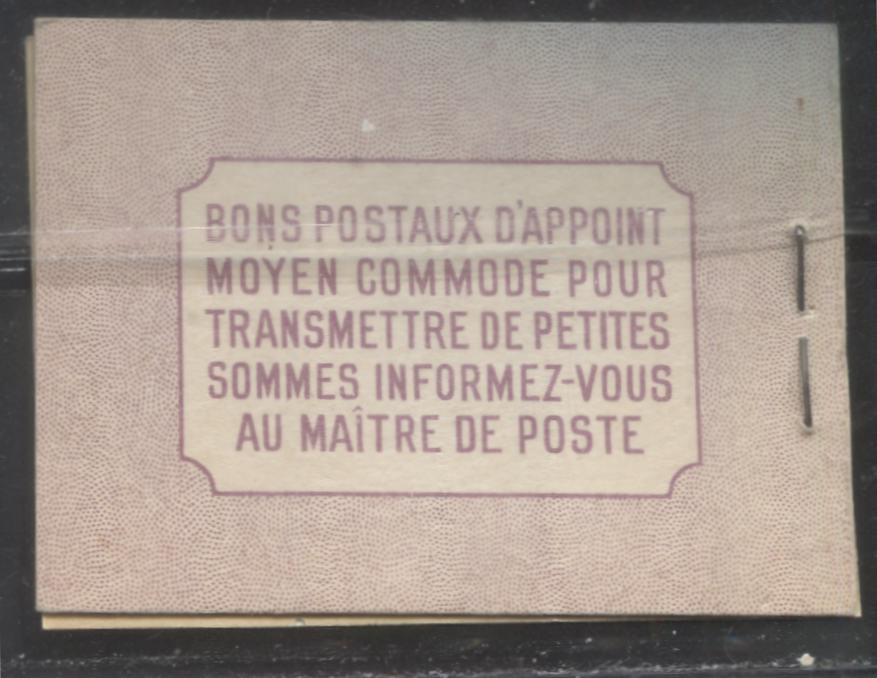 BONS POSTAUX D'APPOINT
MOYEN COMMODE POUR
TRANSMETTRE DE PETITES
SOMMES INFORMEZ-VOUS
AU MAÎTRE DE POSTE